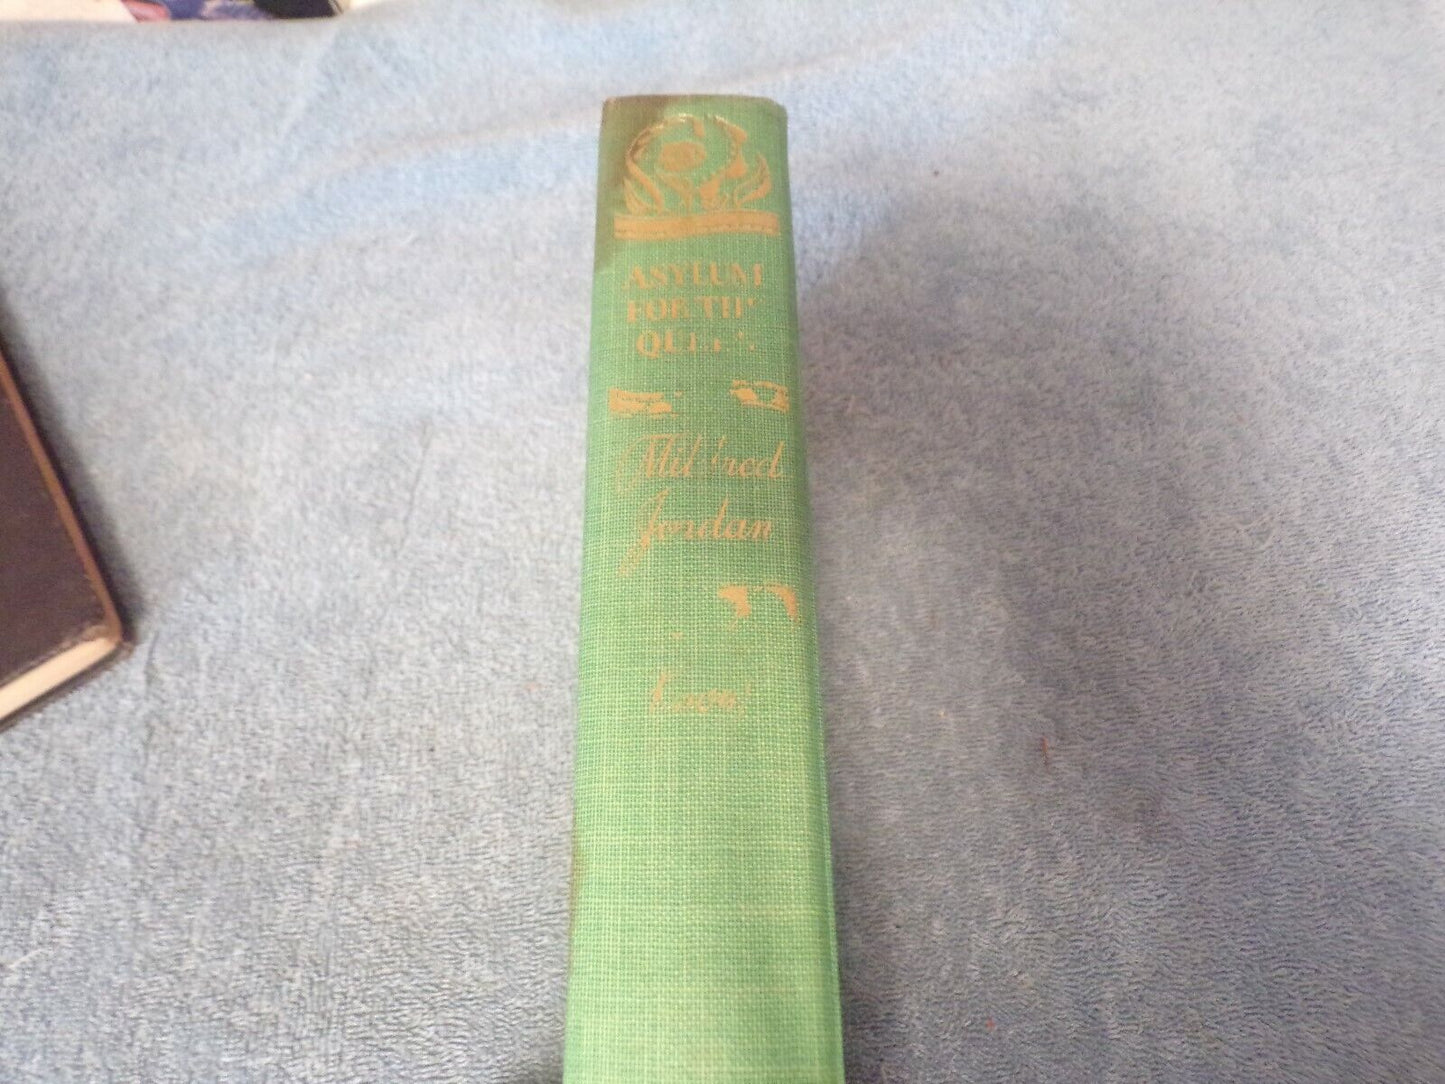 ASYLUM
FOR THE
QUEEN
Mildred
Jordan